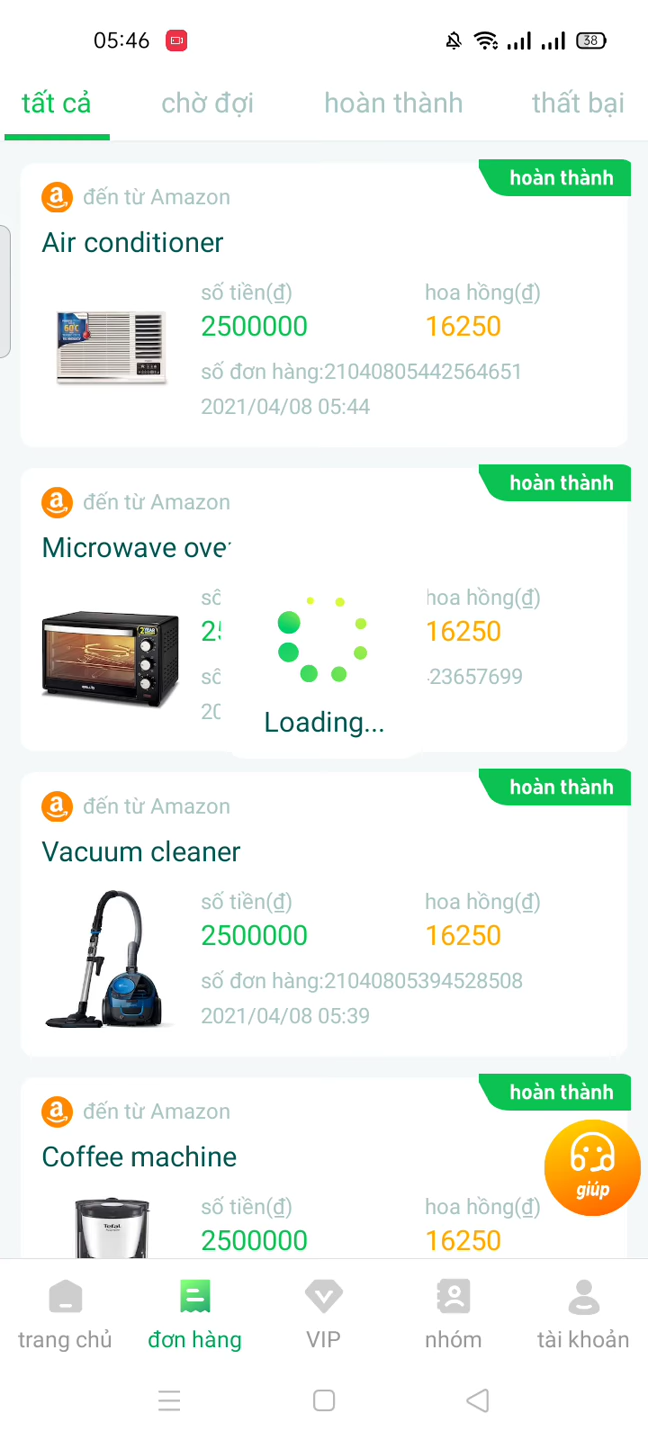 05:46
38
tất cả
chờ đợi
hoàn thành
thất bại
hoàn thành
đến từ Amazon
Air conditioner
số tiền(₫)
hoa hồng(₫)
2500000
16250
số đơn hàng:21040805442564651
2021/04/08 05:44
hoàn thành
đến từ Amazon
Microwave ove
hoa hồng(₫)
16250
23657699
Loading...
hoàn thành
đến từ Amazon
Vacuum cleaner
số tiền(₫)
hoa hồng(₫)
2500000
16250
số đơn hàng:21040805394528508
2021/04/08 05:39
hoàn thành
đến từ Amazon
Coffee machine
Tefal
số tiền(₫)
hoa hồng(₫)
2500000
16250
giúp
trang chủ
đơn hàng
VIP
nhóm
tài khoản